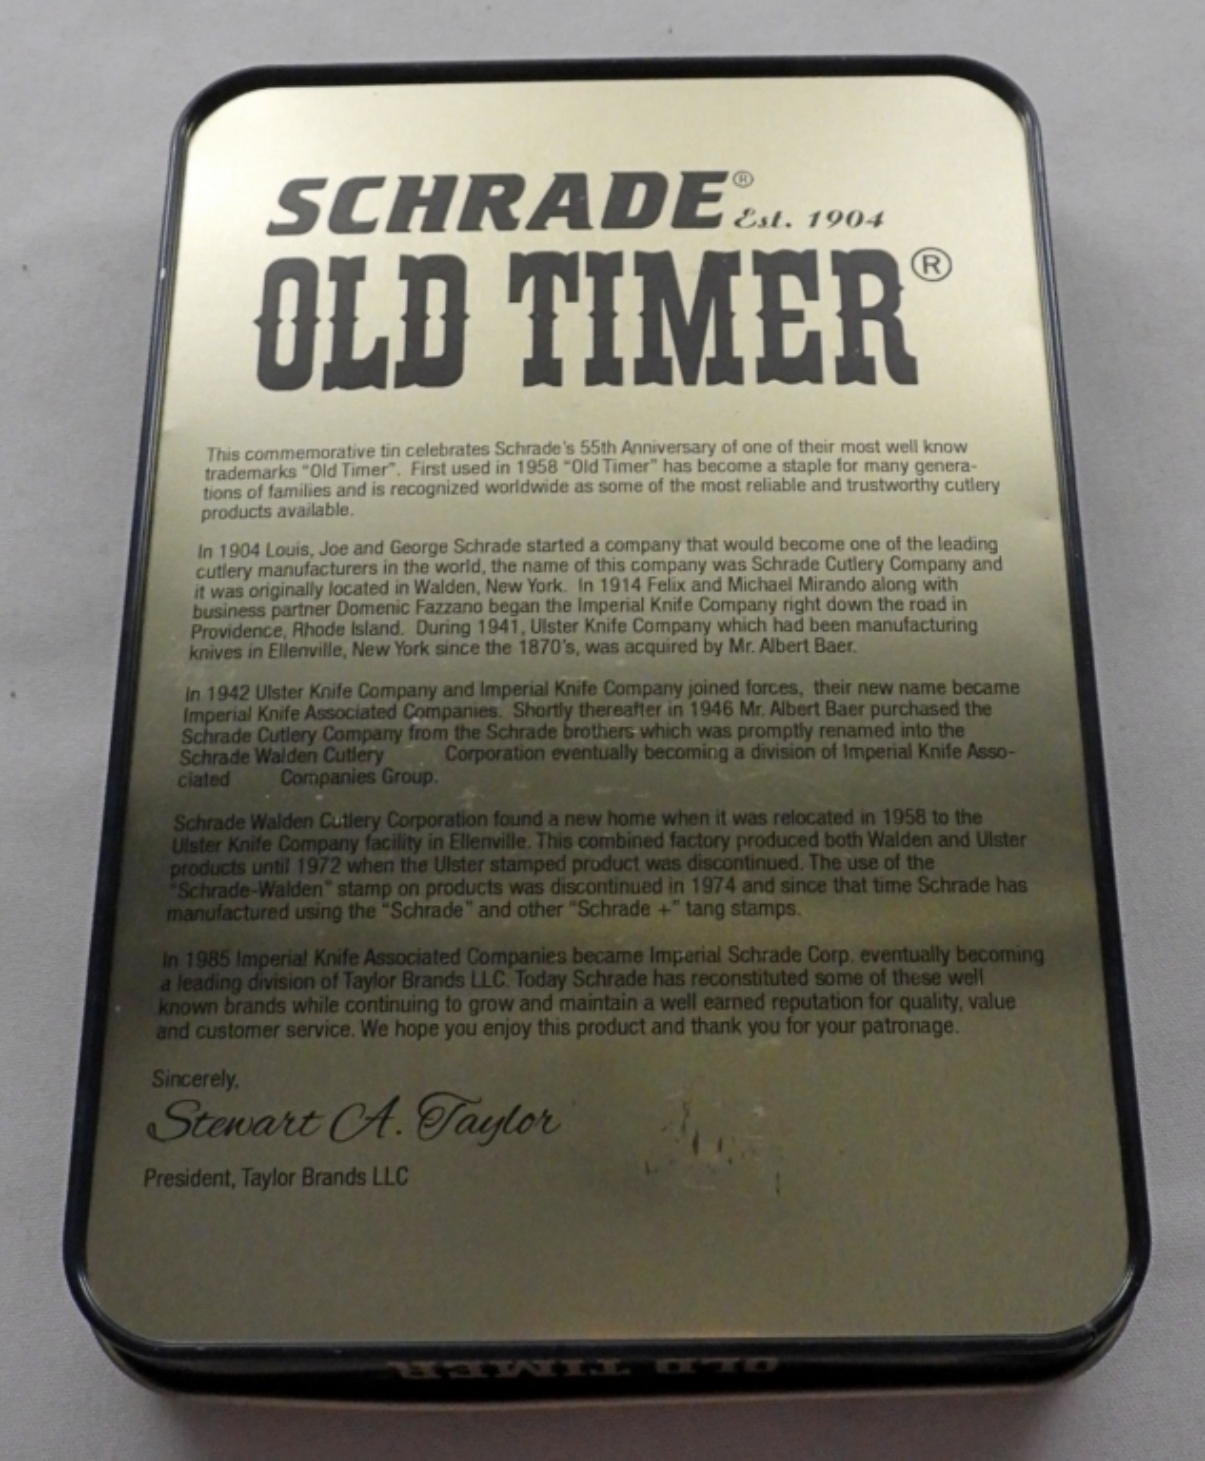 SCHRADE® Est. 1904
OLD TIMER®
This commemorative tin celebrates Schrade's 55th Anniversary of one of their most well know
trademarks "Old Timer".  First used in 1958 "Old Timer" has become a staple for many genera-
tions of families and is recognized worldwide as some of the most reliable and trustworthy cutlery
products available.
In 1904 Louis, Joe and George Schrade started a company that would become one of the leading
cutlery manufacturers in the world, the name of this company was Schrade Cutlery Company and
it was originally located in Walden, New York.  In 1914 Felix and Michael Mirando along with
business partner Domenic Fazzano began the Imperial Knife Company right down the road in
Providence, Rhode Island.  During 1941, Ulster Knife Company which had been manufacturing
knives in Ellenville, New York since the 1870's, was acquired by Mr. Albert Baer.
In 1942 Ulster Knife Company and Imperial Knife Company joined forces,  their new name became
Imperial Knife Associated Companies.  Shortly thereafter in 1946 Mr. Albert Baer purchased the
Schrade Cutlery Company from the Schrade brothers which was promptly renamed into the
Schrade Walden Cutlery        Corporation eventually becoming a division of Imperial Knife Asso-
ciated        Companies Group.
Schrade Walden Cutlery Corporation found a new home when it was relocated in 1958 to the
Ulster Knife Company facility in Ellenville. This combined factory produced both Walden and Ulster
products until 1972 when the Ulster stamped product was discontinued. The use of the
"Schrade-Walden" stamp on products was discontinued in 1974 and since that time Schrade has
manufactured using the "Schrade" and other "Schrade +" tang stamps.
In 1985 Imperial Knife Associated Companies became Imperial Schrade Corp. eventually becoming
a leading division of Taylor Brands LLC. Today Schrade has reconstituted some of these well
known brands while continuing to grow and maintain a well earned reputation for quality, value
and customer service. We hope you enjoy this product and thank you for your patronage.
Sincerely,
Stewart A. Taylor
President, Taylor Brands LLC
OLD TIMER